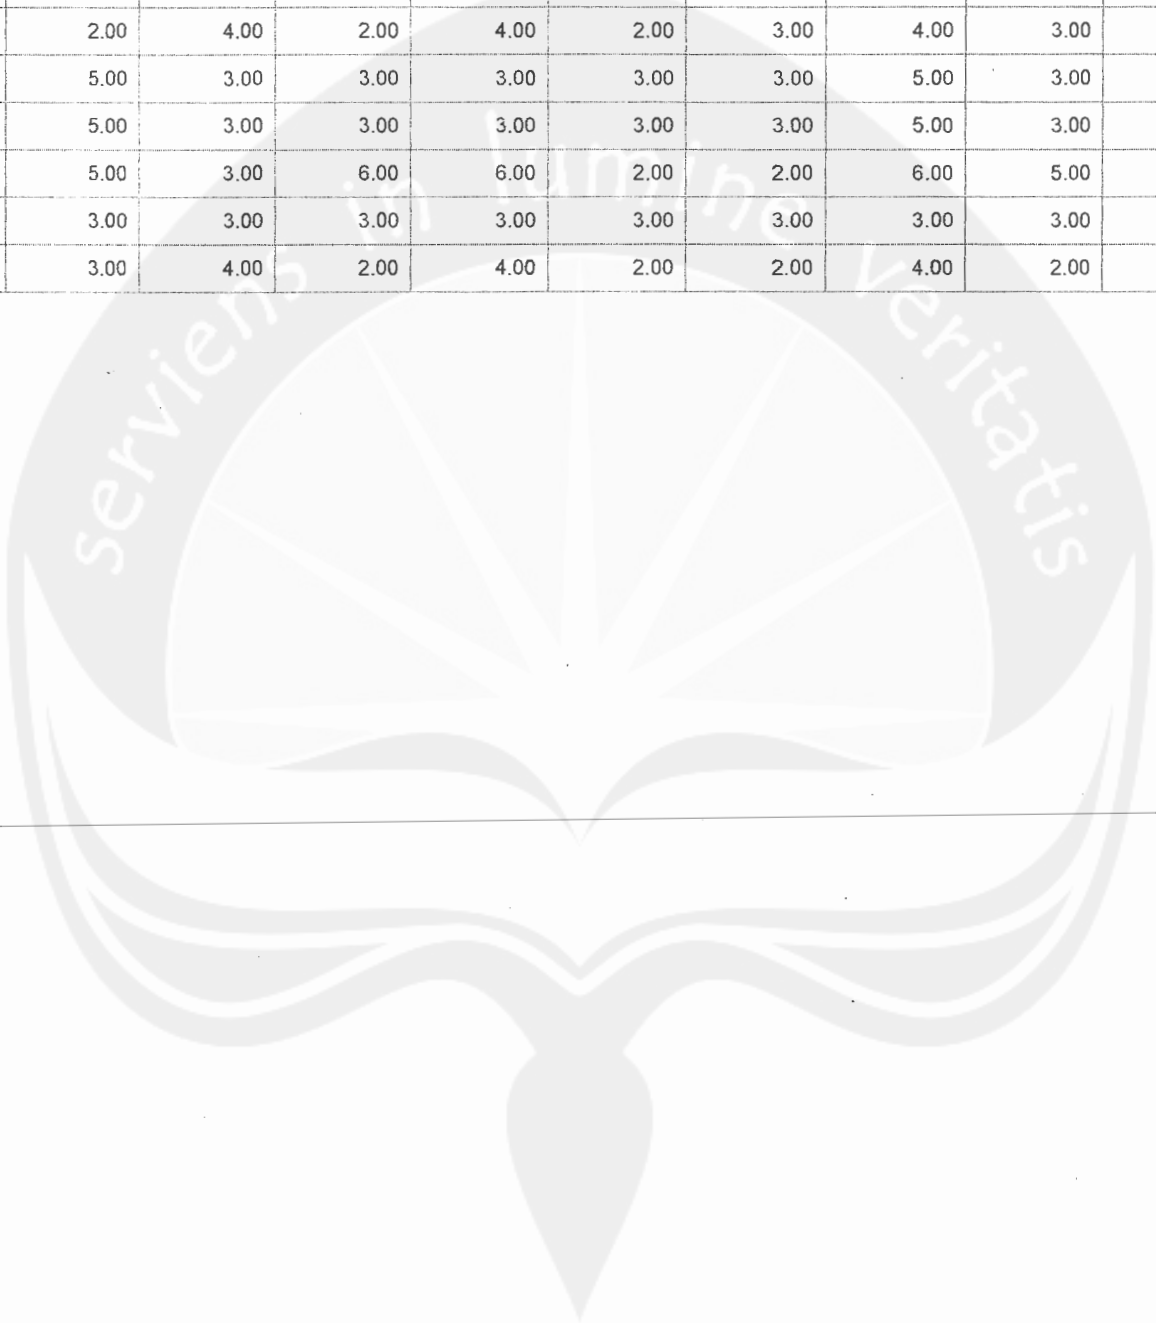 2.00 4.00 2.00 4.00 2.00 3.00 4.00 3.00
5.00 3.00 3.00 3.00 3.00 3.00 5.00 3.00
5.00 3.00 3.00 3.00 3.00 3.00 5.00 3.00
5.00 3.00 6.00 6.00 2.00 2.00 6.00 5.00
3.00 3.00 3.00 3.00 3.00 3.00 3.00 3.00
3.00 4.00 2.00 4.00 2.00 2.00 4.00 2.00
serviens in lumine veritatis